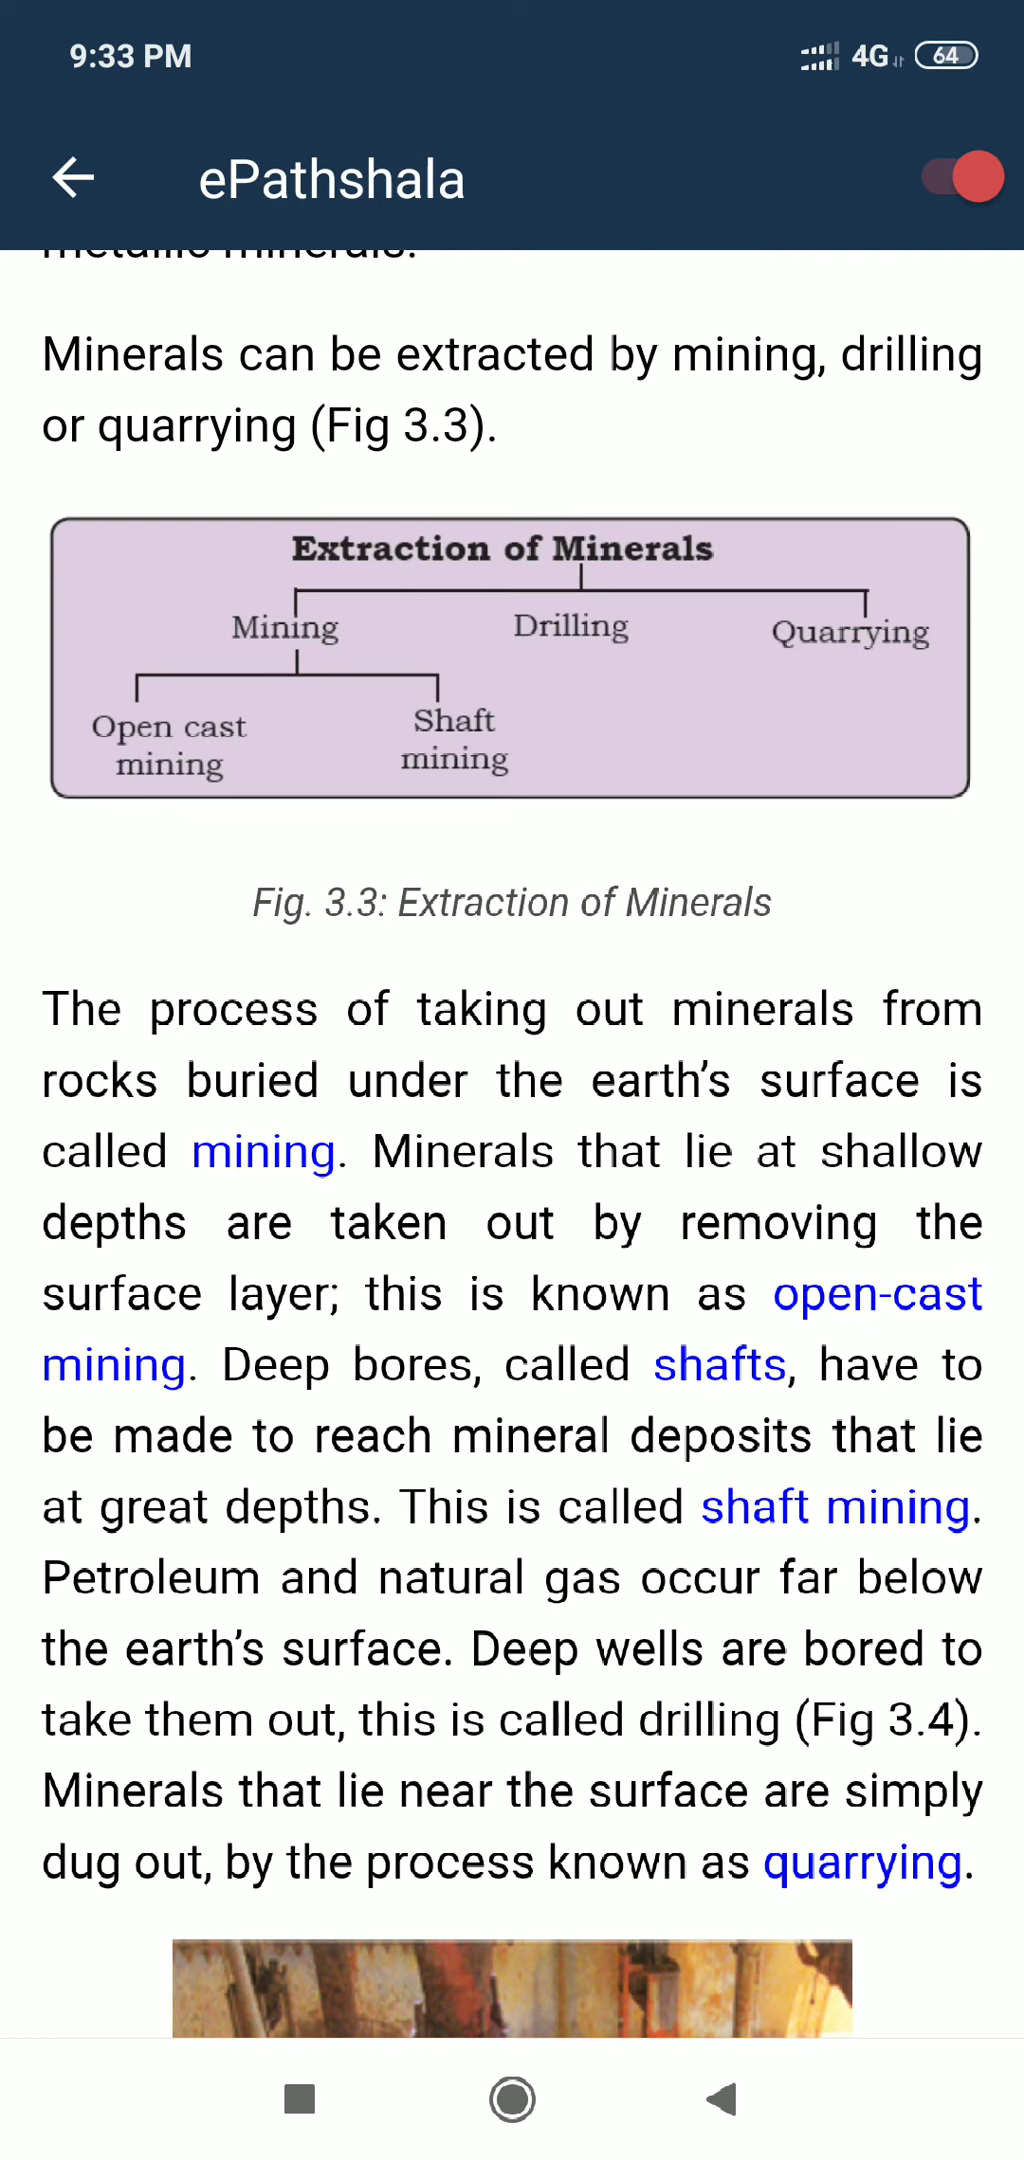 9:33 PM 4G 64
ePathshala
metallic minerals.
Minerals can be extracted by mining, drilling
or quarrying (Fig 3.3).
Extraction of Minerals
Mining Drilling Quarrying
Open cast Shaft
mining mining
Fig. 3.3: Extraction of Minerals
The process of taking out minerals from
rocks buried under the earth’s surface is
called mining. Minerals that lie at shallow
depths are taken out by removing the
surface layer; this is known as open-cast
mining. Deep bores, called shafts, have to
be made to reach mineral deposits that lie
at great depths. This is called shaft mining.
Petroleum and natural gas occur far below
the earth’s surface. Deep wells are bored to
take them out, this is called drilling (Fig 3.4).
Minerals that lie near the surface are simply
dug out, by the process known as quarrying.